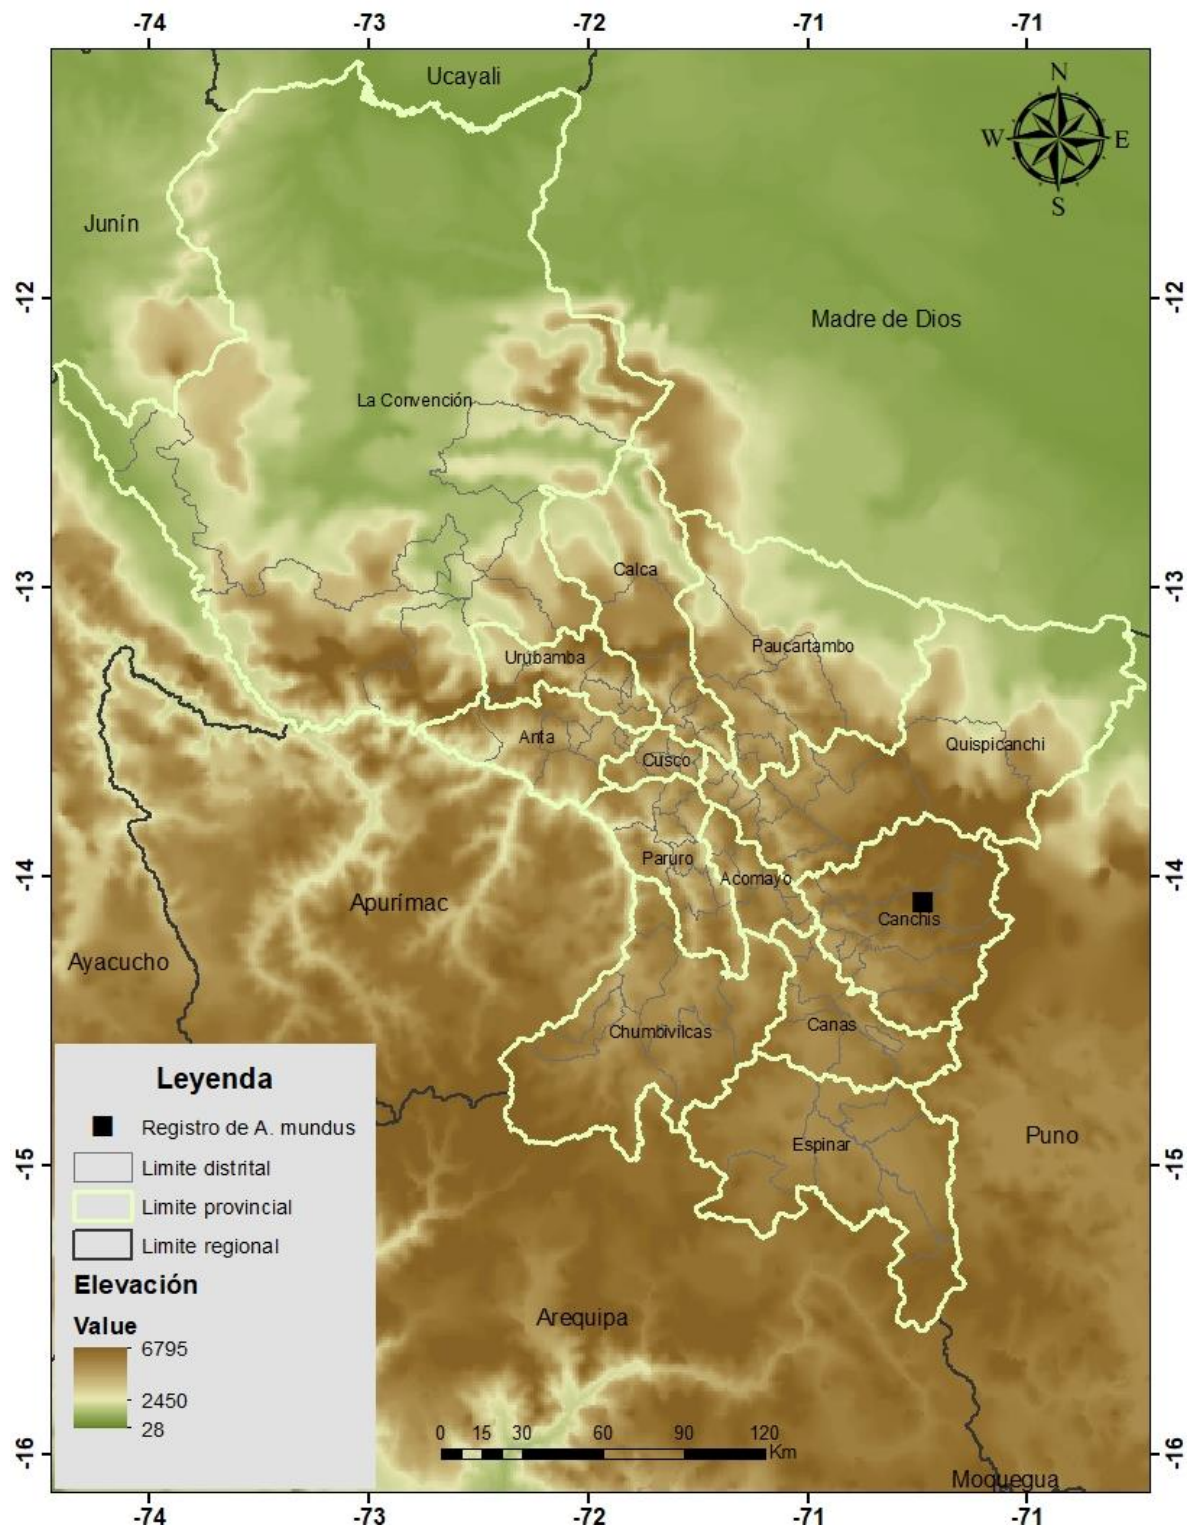 -74 -73 -72 -71 -71
Ucayali
N
W E
S
Junín
-12 -12
Madre de Dios
La Convención
Calca
-13 -13
Paucartambo
Urubamba
Anta
Quispicanchi
Cusco
Paruro
-14 -14
Acomayo
Apurímac
Canchis
Ayacucho
Canas
Chumbivilcas
Leyenda
Registro de A. mundus
Limite distrital
Limite provincial
Limite regional
Elevación
Value
6795
2450
28
Puno
Espinar
-15 -15
Arequipa
0 15 30 60 90 120
Km
-16 -16
Moquegua
-74 -73 -72 -71 -71